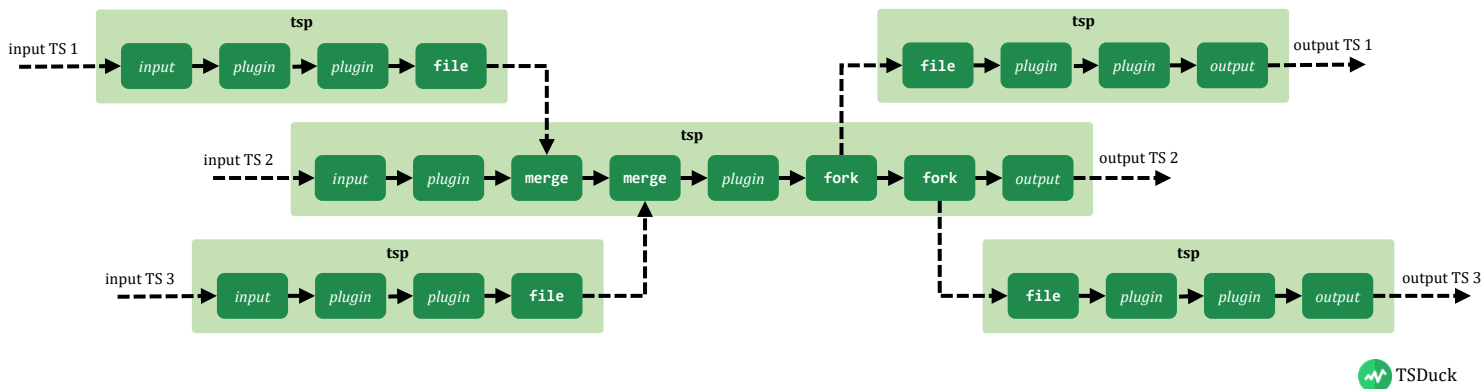 tsp
input TS 1
input plugin plugin file
tsp
file plugin plugin output
output TS 1
tsp
input TS 2
input plugin merge merge plugin fork fork output
output TS 2
tsp
input TS 3
input plugin plugin file
tsp
file plugin plugin output
output TS 3
TSDuck